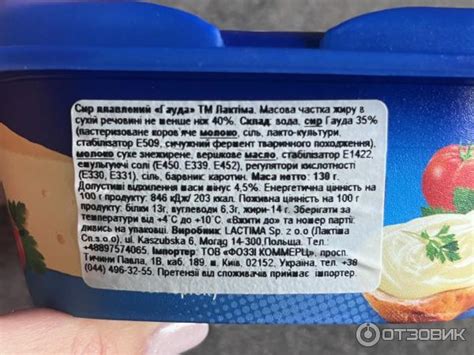 Сир плавлений «Гауда» ТМ Лактіма. Масова частка жиру в
сухій речовині не менше ніж 40%. Склад: вода, сир Гауда 35%
(пастеризоване коров'яче молоко, сіль, лакто-культури,
стабілізатор Е509, сичужний фермент тваринного походження),
молоко сухе знежирене, вершкове масло, стабілізатор Е1422,
емульгуючі солі (Е450, Е339, Е452), регулятори кислотності
(Е330, Е331), сіль, барвник: каротин. Маса нетто: 130 г.
Допустимі відхилення маси мінус 4,5%. Енергетична цінність на
100 г продукту: 846 кДж/ 203 ккал. Поживна цінність на 100 г
продукту: білки 13г, вуглеводи 6,3г, жири-14 г. Зберігати за
температури від +4°С до +10 °С. «Вжити до» та номер партії:
дивись на упаковці. Виробник: LACTIMA Sp. z o.o (Лактіма
Сп.з.о.о), ul. Kaszubska 6, Morąg 14-300, Польща. Тел.:
+48897574065. Імпортер: ТОВ «ФОЗЗІ КОММЕРЦ», просп.
Тичини Павла, 1В, каб. 189, м. Київ, 02152, Україна, тел. +38
(044) 496-32-55. Претензії від споживачів приймає імпортер.
ОТЗОВИК